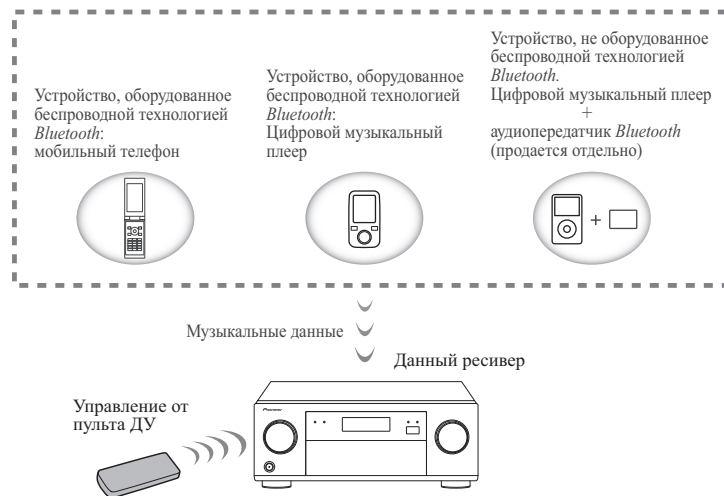 Устройство, оборудованное
беспроводной технологией
Bluetooth:
мобильный телефон
Устройство, оборудованное
беспроводной технологией
Bluetooth:
Цифровой музыкальный
плеер
Устройство, не оборудованное
беспроводной технологией
Bluetooth.
Цифровой музыкальный плеер
+
аудиопередатчик Bluetooth
(продается отдельно)
+
Музыкальные данные
Данный ресивер
Управление от
пульта ДУ
Pioneer